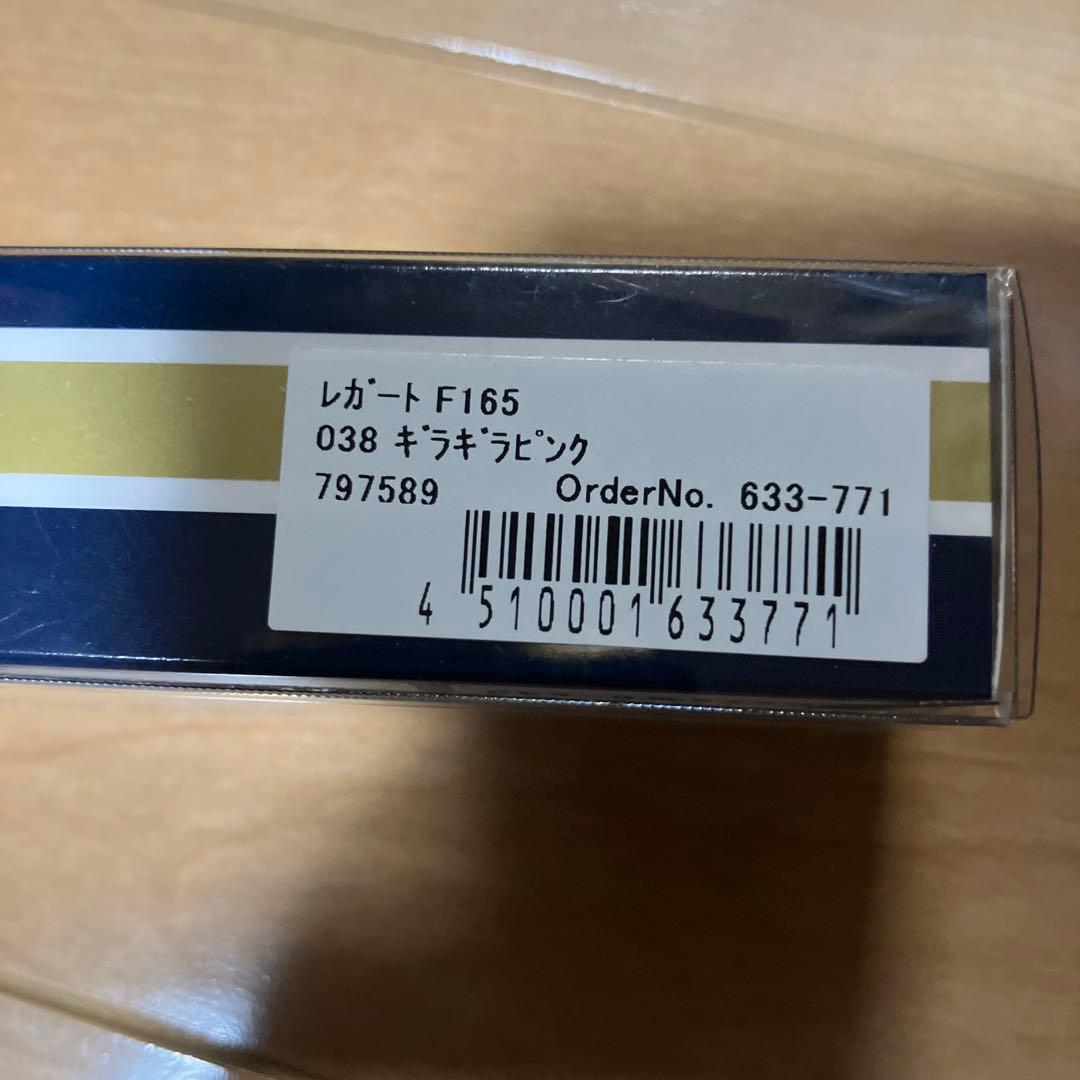 ﾚｶﾞｰﾄ F165
038 ｷﾞﾗｷﾞﾗﾋﾟﾝｸ
797589 OrderNo. 633-771
4 510001 633771